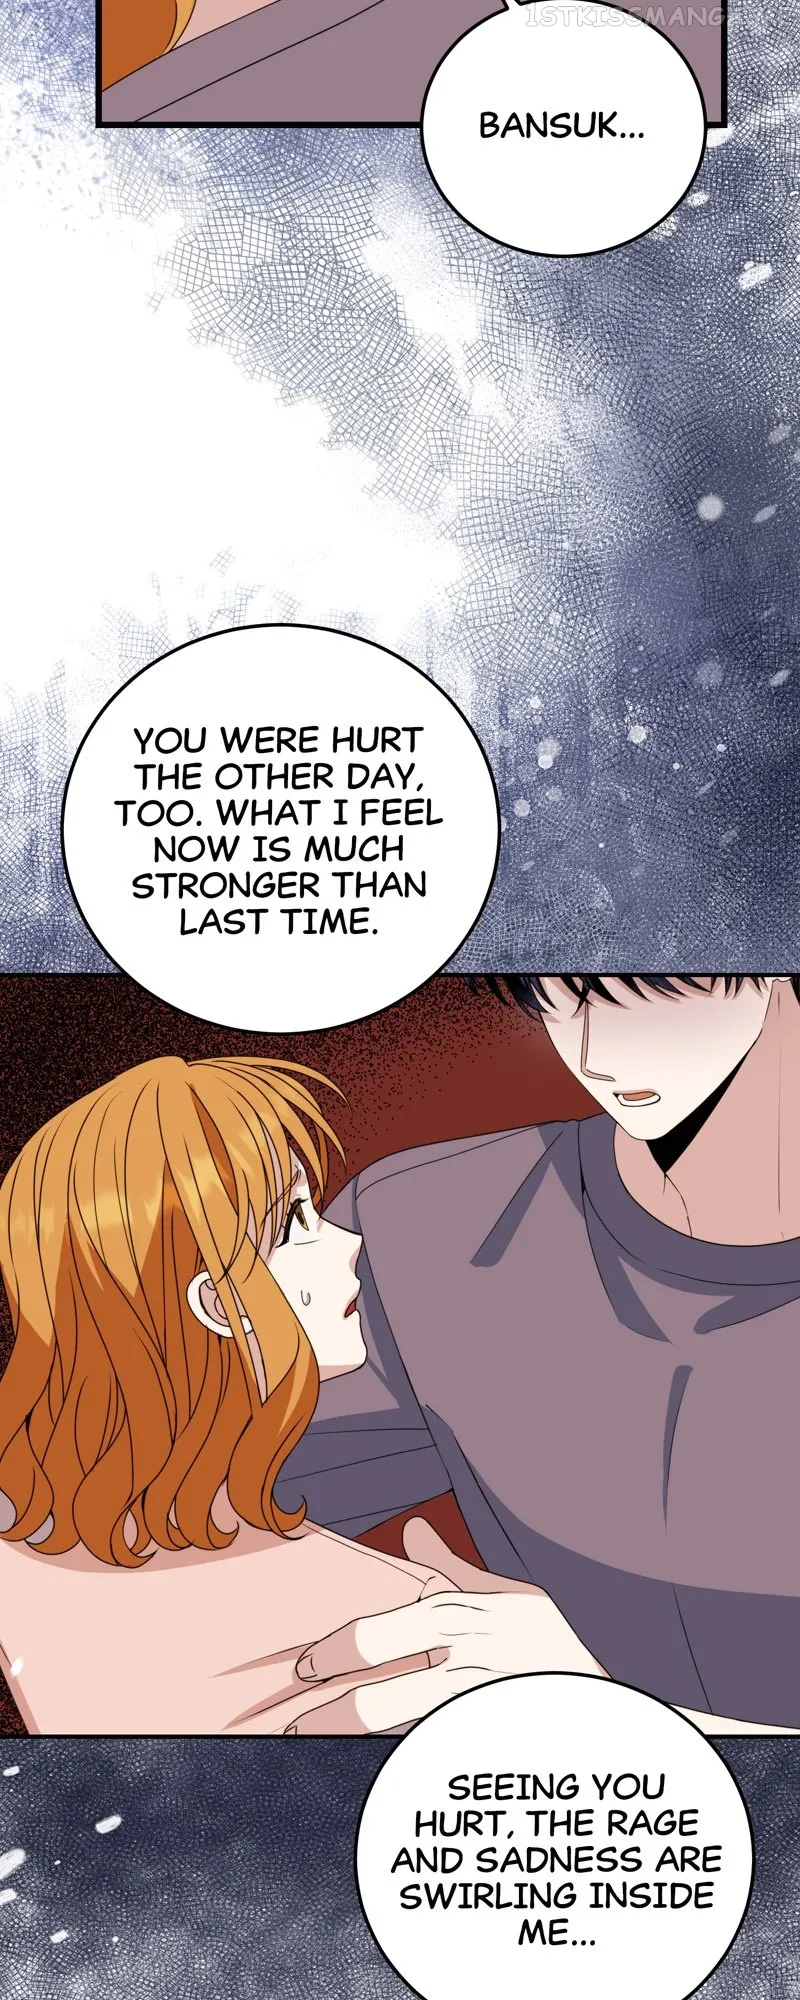 1STKISSMANGA
BANSUK...
YOU WERE HURT
THE OTHER DAY,
TOO. WHAT I FEEL
NOW IS MUCH
STRONGER THAN
LAST TIME.
SEEING YOU
HURT, THE RAGE
AND SADNESS ARE
SWIRLING INSIDE
ME...